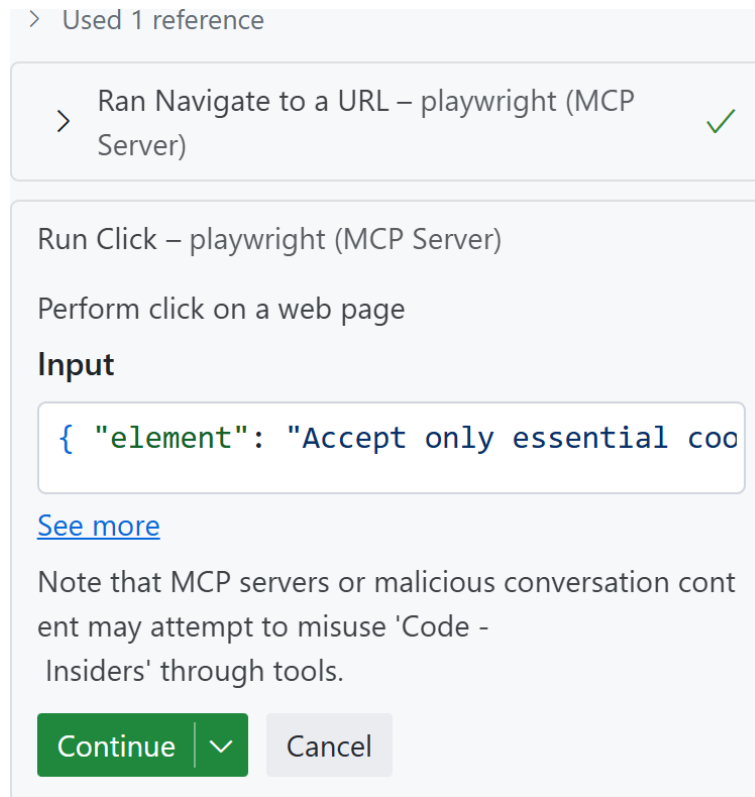 Used 1 reference
Ran Navigate to a URL – playwright (MCP
Server)
Run Click – playwright (MCP Server)
Perform click on a web page
Input
{ "element": "Accept only essential coo
See more
Note that MCP servers or malicious conversation cont
ent may attempt to misuse 'Code -
Insiders' through tools.
Continue
Cancel